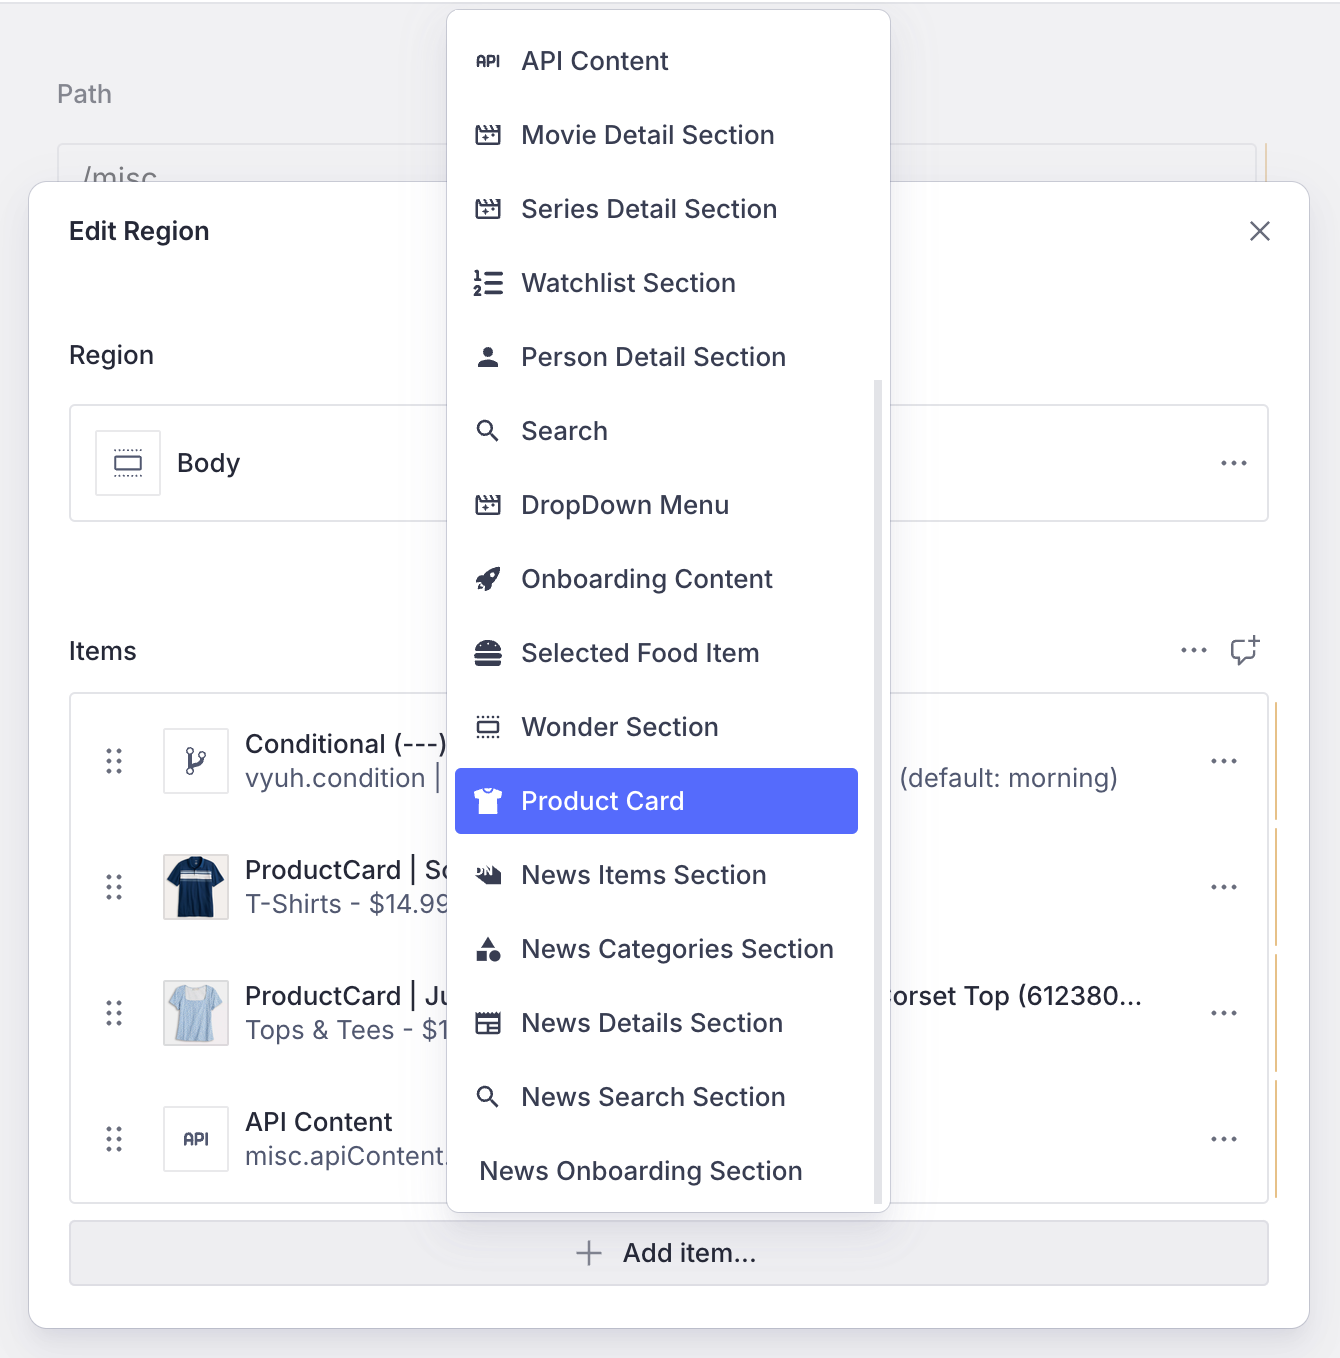 Path
/misc
Edit Region
Region
Body
Items
Conditional (---)
vyuh.condition | (default: morning)
ProductCard |
T-Shirts - $14.99
ProductCard | Corset Top (612380...
Tops & Tees - $1
API
API Content
misc.apiContent.
Add item...
API
API Content
Movie Detail Section
Series Detail Section
Watchlist Section
Person Detail Section
Search
DropDown Menu
Onboarding Content
Selected Food Item
Wonder Section
Product Card
News Items Section
News Categories Section
News Details Section
News Search Section
News Onboarding Section